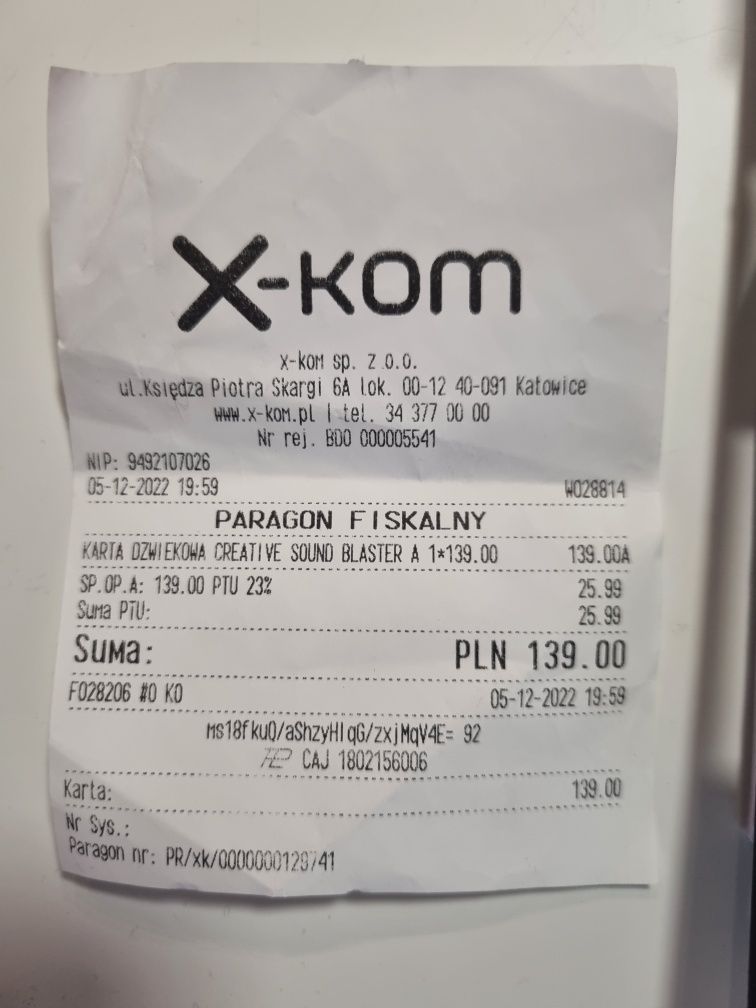 x-kom
x-kom sp. z o.o.
ul.Księdza Piotra Skargi 6A lok. 00-12 40-091 Katowice
www.x-kom.pl | tel. 34 377 00 00
Nr rej. BDO 000005541
NIP: 9492107026
05-12-2022 19:59 W028814
PARAGON FISKALNY
KARTA DZWIEKOWA CREATIVE SOUND BLASTER A 1*139.00 139.00A
SP.OP.A: 139.00 PTU 23% 25.99
Suma PTU: 25.99
Suma: PLN 139.00
F028206 #0 KO 05-12-2022 19:59
ms18fkuQ/aShzyHIqG/zxjMqV4E= 92
CAJ 1802156006
Karta: 139.00
Nr Sys.:
Paragon nr: